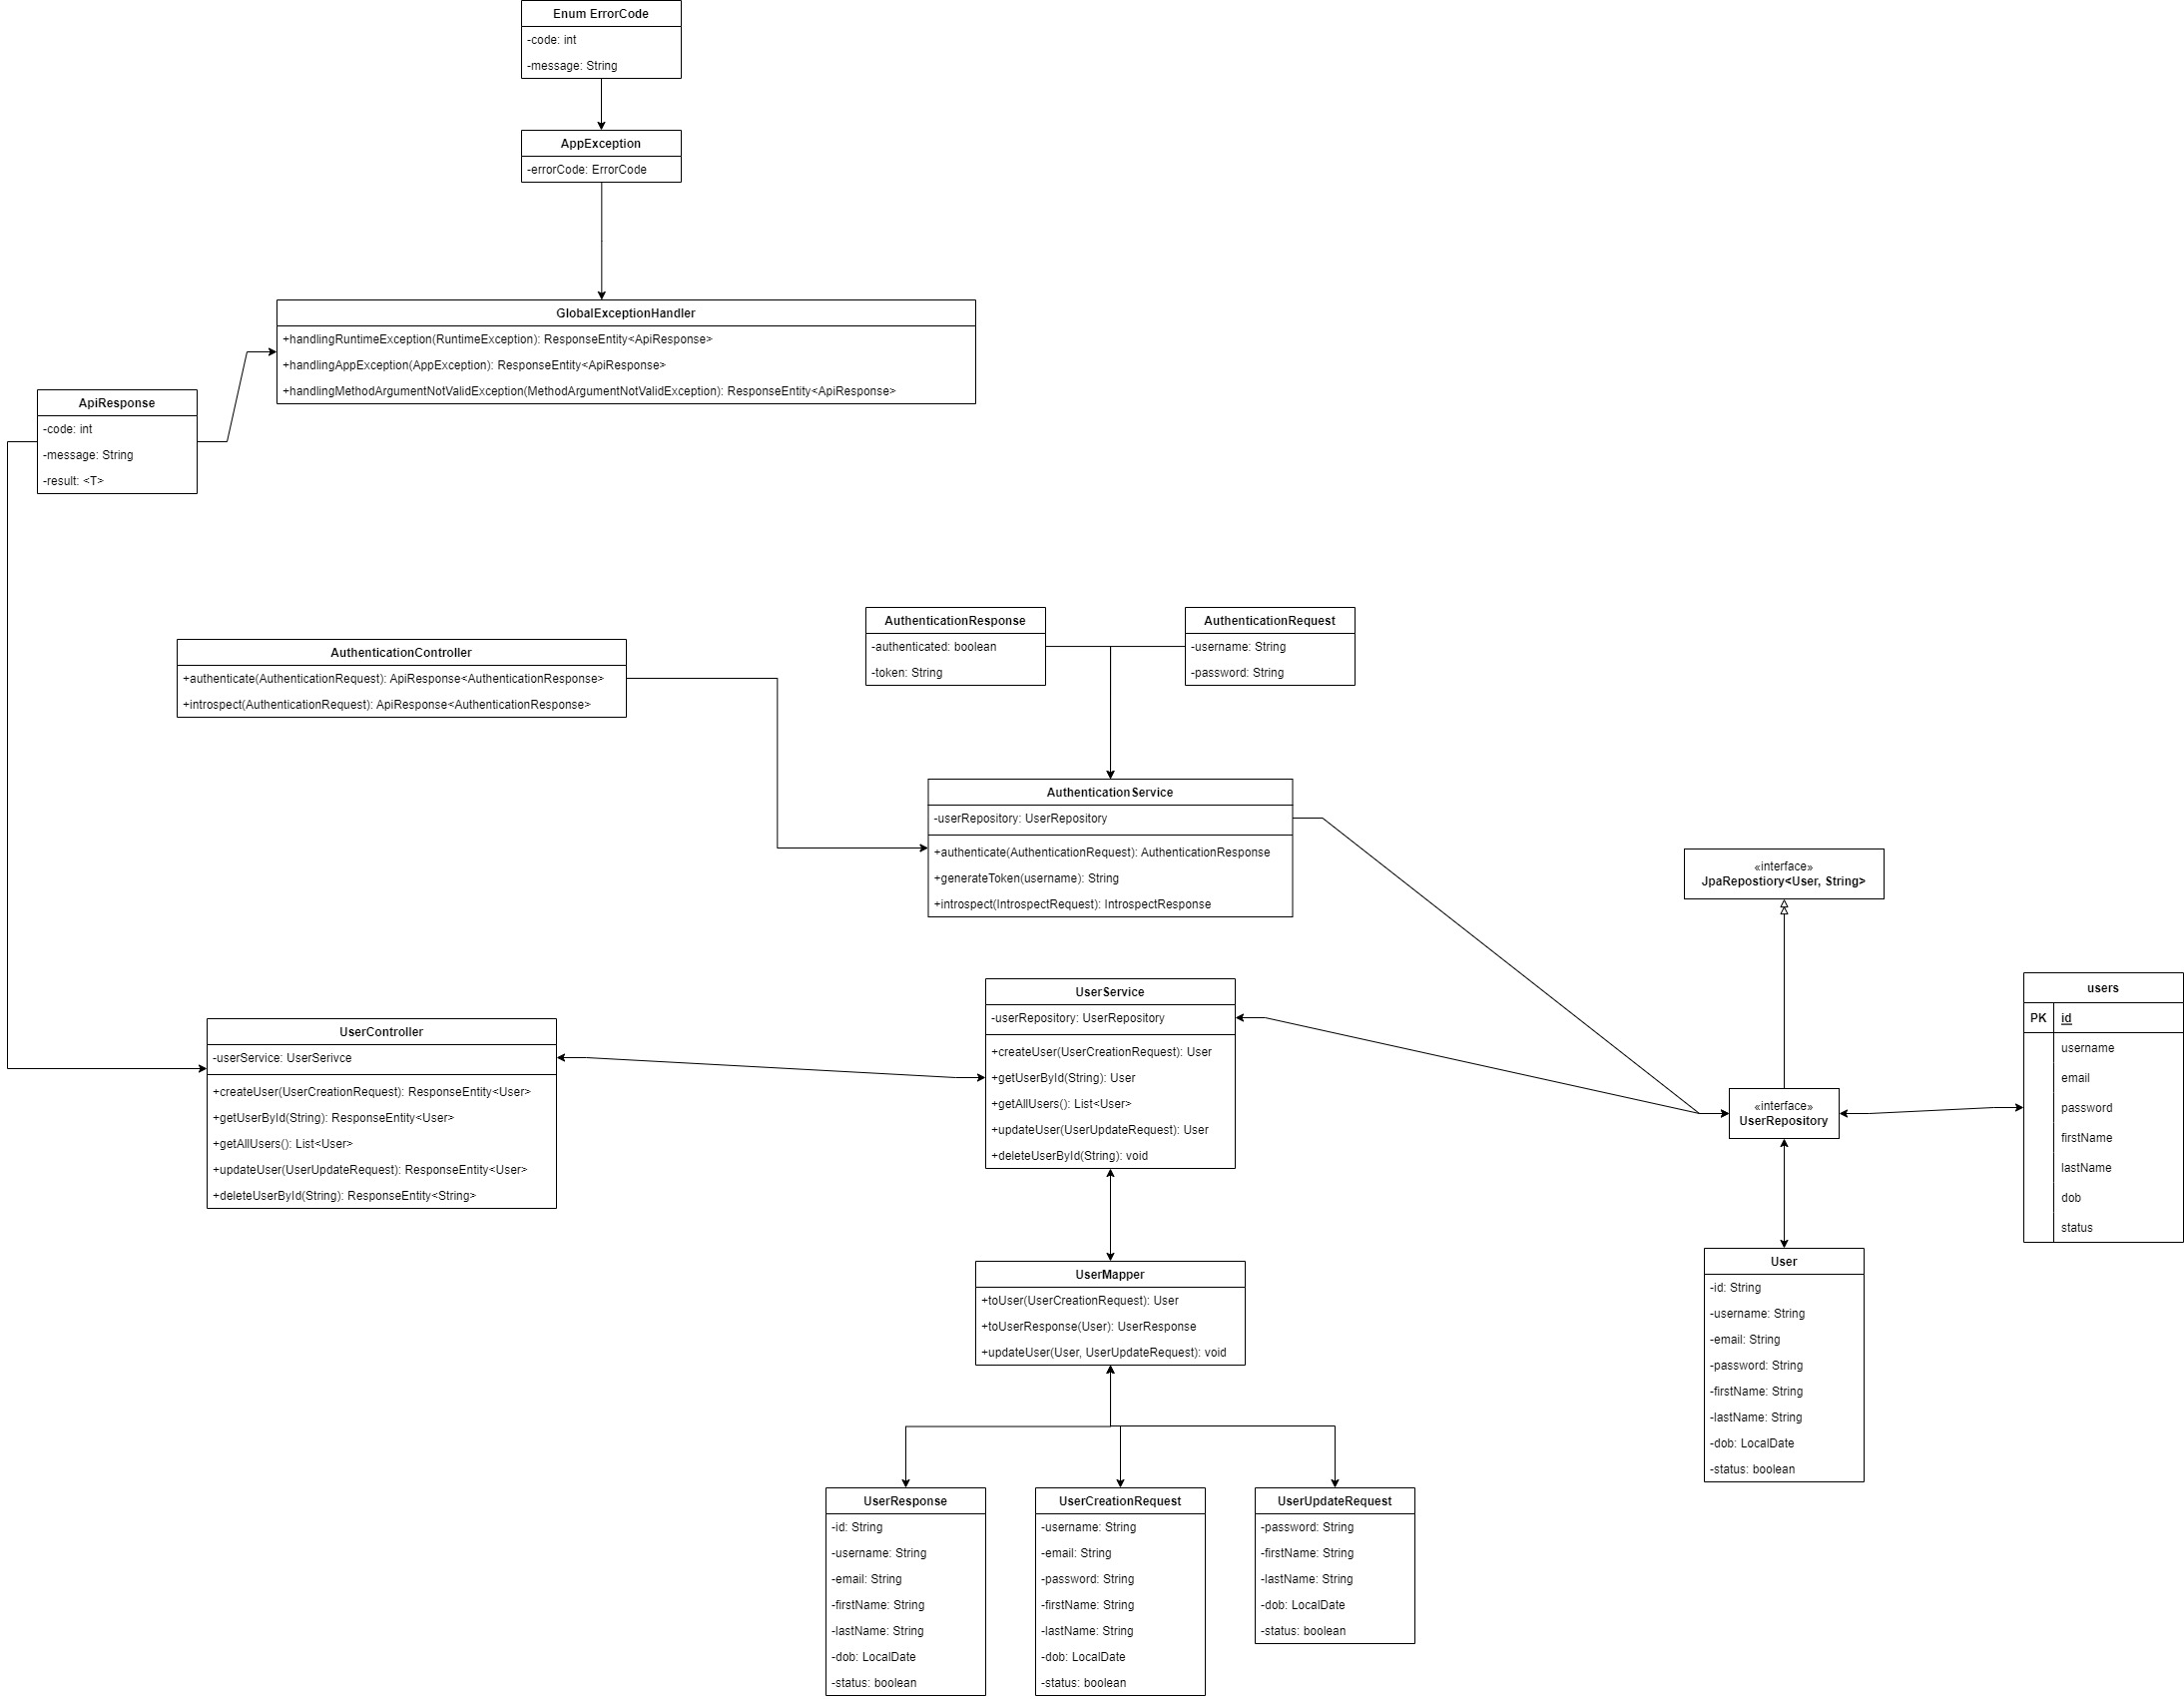 Enum ErrorCode
-code: int
-message: String
AppException
-errorCode: ErrorCode
GlobalExceptionHandler
+handlingRuntimeException(RuntimeException): ResponseEntity<ApiResponse>
+handlingAppException(AppException): ResponseEntity<ApiResponse>
+handlingMethodArgumentNotValidException(MethodArgumentNotValidException): ResponseEntity<ApiResponse>
ApiResponse
-code: int
-message: String
-result: <T>
AuthenticationResponse
-authenticated: boolean
-token: String
AuthenticationRequest
-username: String
-password: String
AuthenticationController
+authenticate(AuthenticationRequest): ApiResponse<AuthenticationResponse>
+introspect(AuthenticationRequest): ApiResponse<AuthenticationResponse>
AuthenticationService
-userRepository: UserRepository
+authenticate(AuthenticationRequest): AuthenticationResponse
+generateToken(username): String
+introspect(IntrospectRequest): IntrospectResponse
«interface»
JpaRepostiory<User, String>
UserService
-userRepository: UserRepository
+createUser(UserCreationRequest): User
+getUserById(String): User
+getAllUsers(): List<User>
+updateUser(UserUpdateRequest): User
+deleteUserById(String): void
users
PK id
username
email
password
firstName
lastName
dob
status
UserController
-userService: UserSerivce
+createUser(UserCreationRequest): ResponseEntity<User>
+getUserById(String): ResponseEntity<User>
+getAllUsers(): List<User>
+updateUser(UserUpdateRequest): ResponseEntity<User>
+deleteUserById(String): ResponseEntity<String>
«interface»
UserRepository
UserMapper
+toUser(UserCreationRequest): User
+toUserResponse(User): UserResponse
+updateUser(User, UserUpdateRequest): void
User
-id: String
-username: String
-email: String
-password: String
-firstName: String
-lastName: String
-dob: LocalDate
-status: boolean
UserResponse
-id: String
-username: String
-email: String
-firstName: String
-lastName: String
-dob: LocalDate
-status: boolean
UserCreationRequest
-username: String
-email: String
-password: String
-firstName: String
-lastName: String
-dob: LocalDate
-status: boolean
UserUpdateRequest
-password: String
-firstName: String
-lastName: String
-dob: LocalDate
-status: boolean